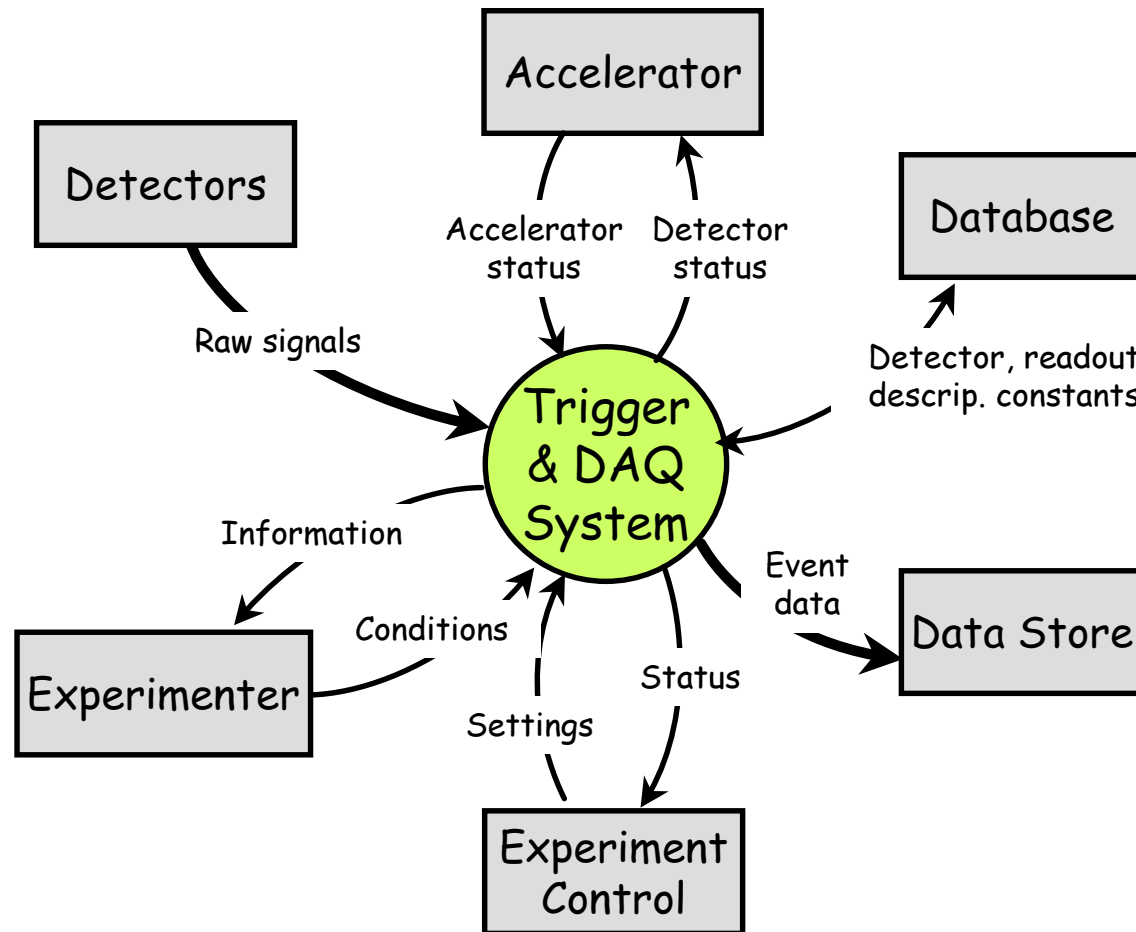 Accelerator
Detectors
Database
Accelerator
status
Detector
status
Raw signals
Detector, readout
descrip. constants
Trigger
& DAQ
System
Information
Event
data
Data Store
Conditions
Experimenter
Status
Settings
Experiment
Control